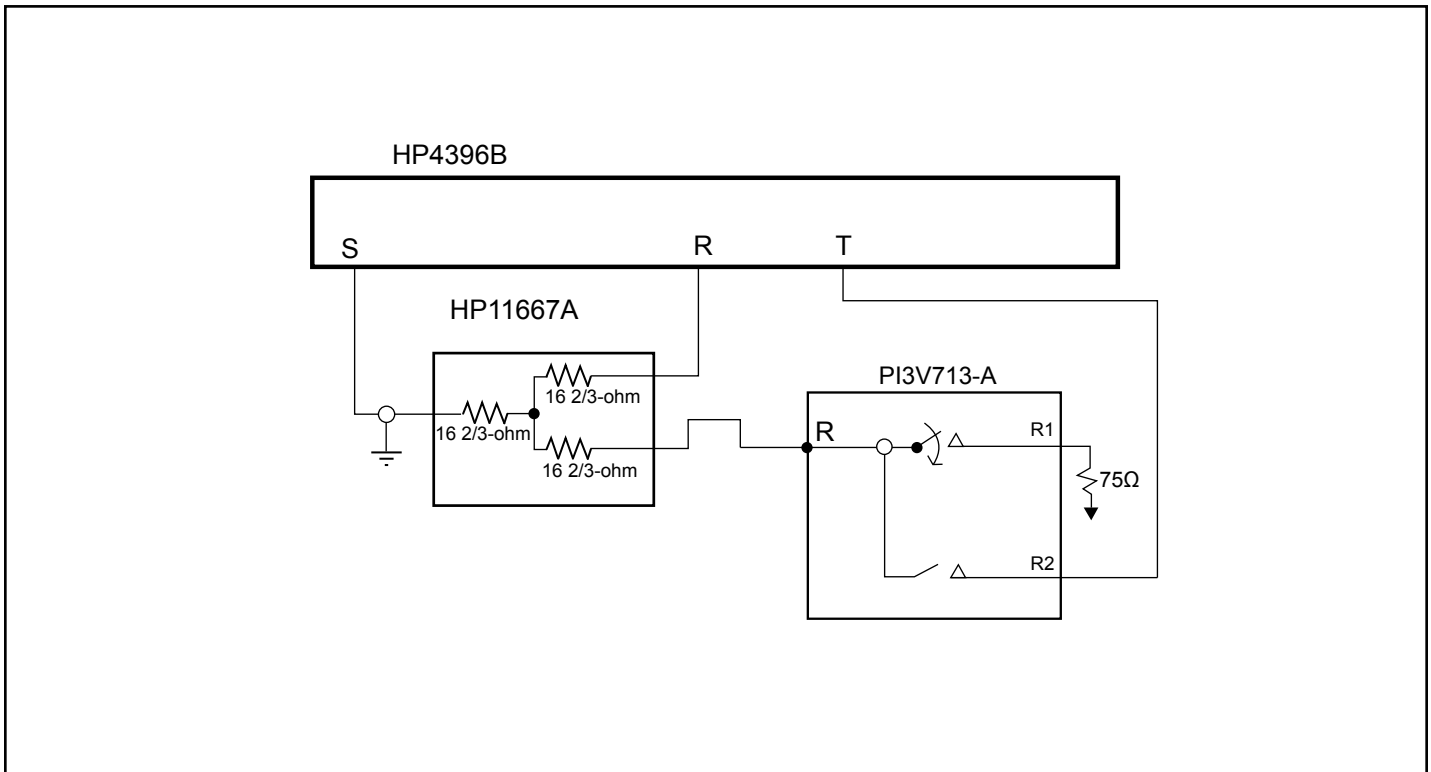 HP4396B
S
R
T
HP11667A
16 2/3-ohm
16 2/3-ohm
16 2/3-ohm
PI3V713-A
R
R1
75Ω
R2